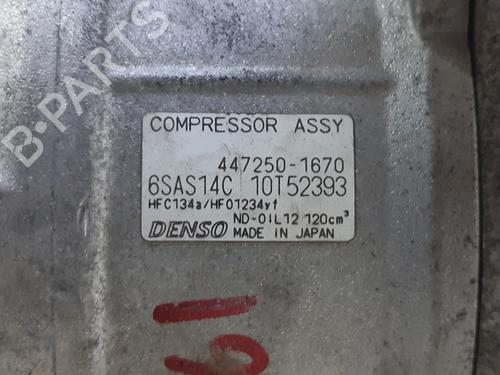 B-PARTS
COMPRESSOR ASSY
447250-1670
6SAS14C 10T52393
HFC134a/HFO1234yf
ND-OIL12 120cm³
DENSO MADE IN JAPAN